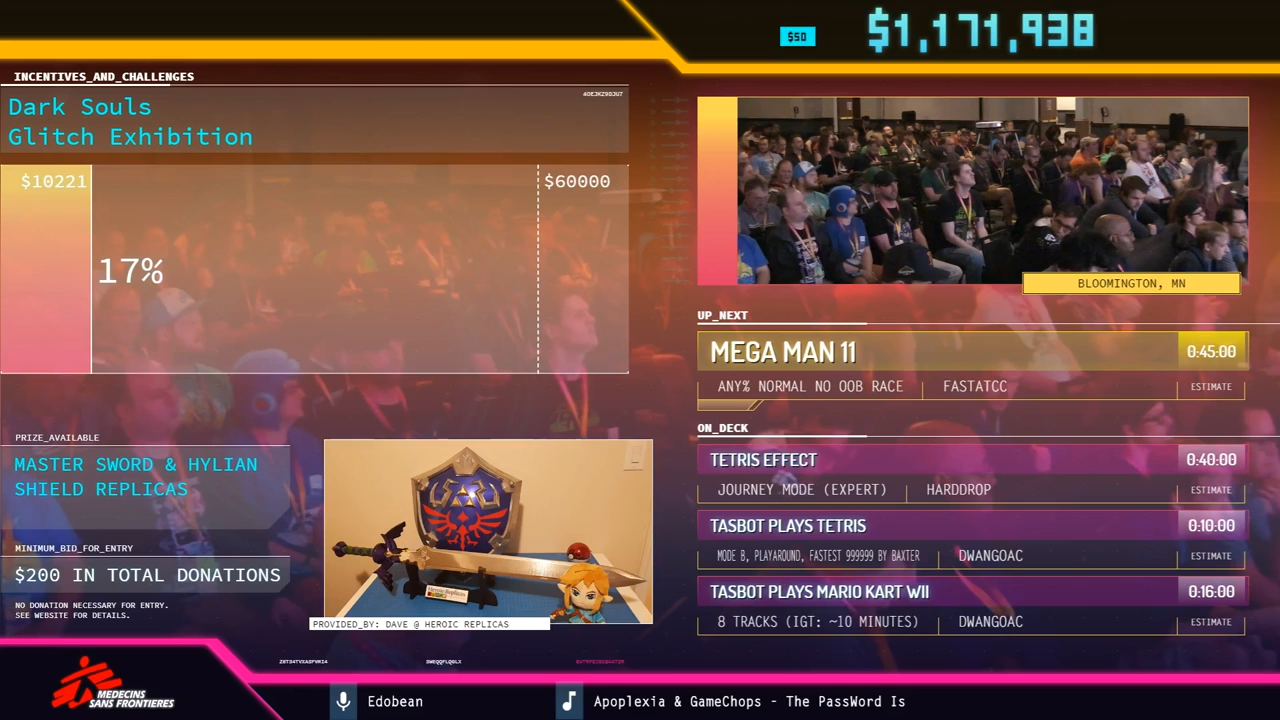 $50
$1,171,938
INCENTIVES_AND_CHALLENGES
Dark Souls
Glitch Exhibition
$10221
$60000
17%
BLOOMINGTON, MN
UP_NEXT
MEGA MAN 11
0:45:00
ANY% NORMAL NO OOB RACE
FASTATCC
ESTIMATE
ON_DECK
TETRIS EFFECT
0:40:00
JOURNEY MODE (EXPERT)
HARDDROP
ESTIMATE
TASBOT PLAYS TETRIS
0:10:00
MODE B, PLAYAROUND, FASTEST 999999 BY BAXTER
DWANGOAC
ESTIMATE
TASBOT PLAYS MARIO KART WII
0:16:00
8 TRACKS (IGT: ~10 MINUTES)
DWANGOAC
ESTIMATE
PRIZE_AVAILABLE
MASTER SWORD & HYLIAN
SHIELD REPLICAS
MINIMUM_BID_FOR_ENTRY
$200 IN TOTAL DONATIONS
NO DONATION NECESSARY FOR ENTRY.
SEE WEBSITE FOR DETAILS.
Heroic Replicas
PROVIDED_BY: DAVE @ HEROIC REPLICAS
MEDECINS
SANS FRONTIERES
Edobean
Apoplexia & GameChops - The PassWord Is